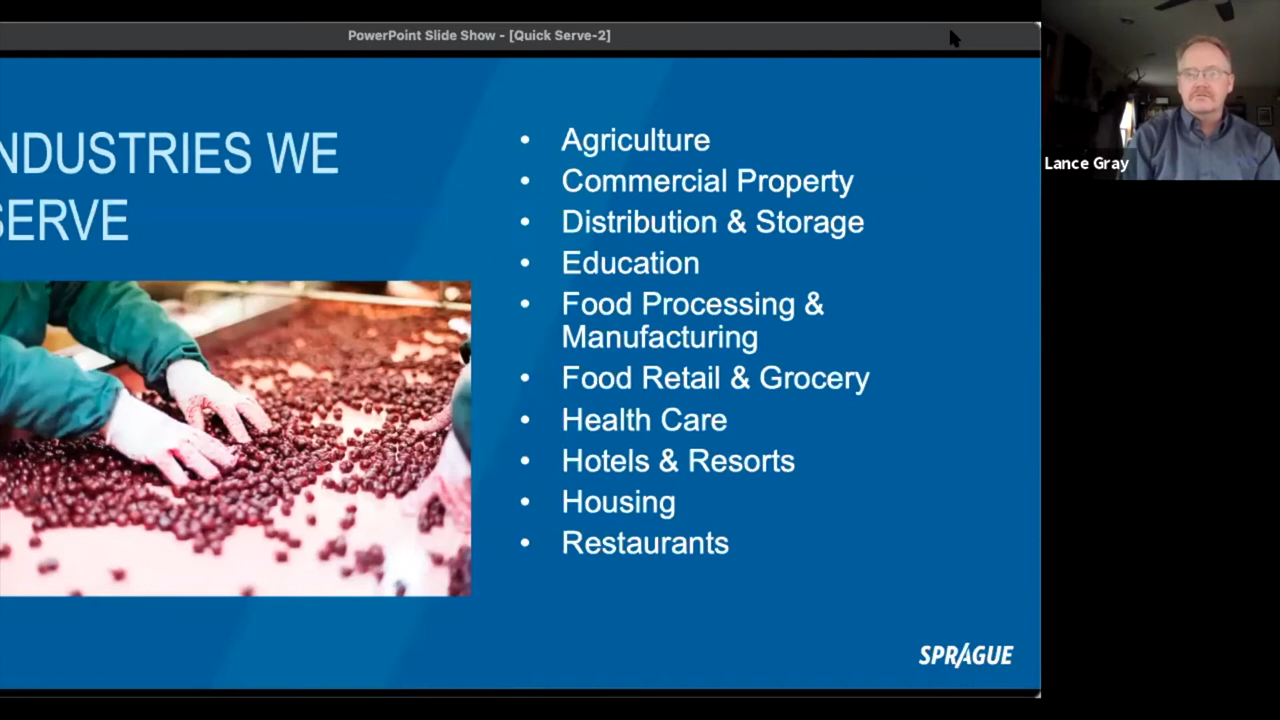 PowerPoint Slide Show - [Quick Serve-2]
NDUSTRIES WE
SERVE
• Agriculture
• Commercial Property
• Distribution & Storage
• Education
• Food Processing &
Manufacturing
• Food Retail & Grocery
• Health Care
• Hotels & Resorts
• Housing
• Restaurants
SPRAGUE
Lance Gray